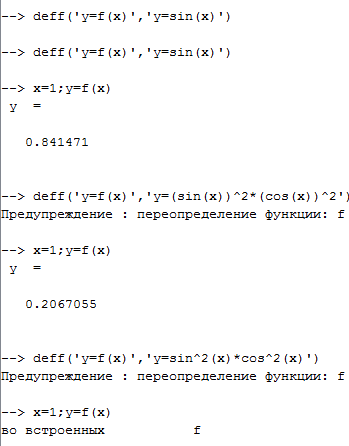 --> deff('y=f(x)','y=sin(x)')
--> deff('y=f(x)','y=sin(x)')
--> x=1;y=f(x)
y  =
0.841471
--> deff('y=f(x)','y=(sin(x))^2*(cos(x))^2')
Предупреждение : переопределение функции: f
--> x=1;y=f(x)
y  =
0.2067055
--> deff('y=f(x)','y=sin^2(x)*cos^2(x)')
Предупреждение : переопределение функции: f
--> x=1;y=f(x)
во встроенных            f